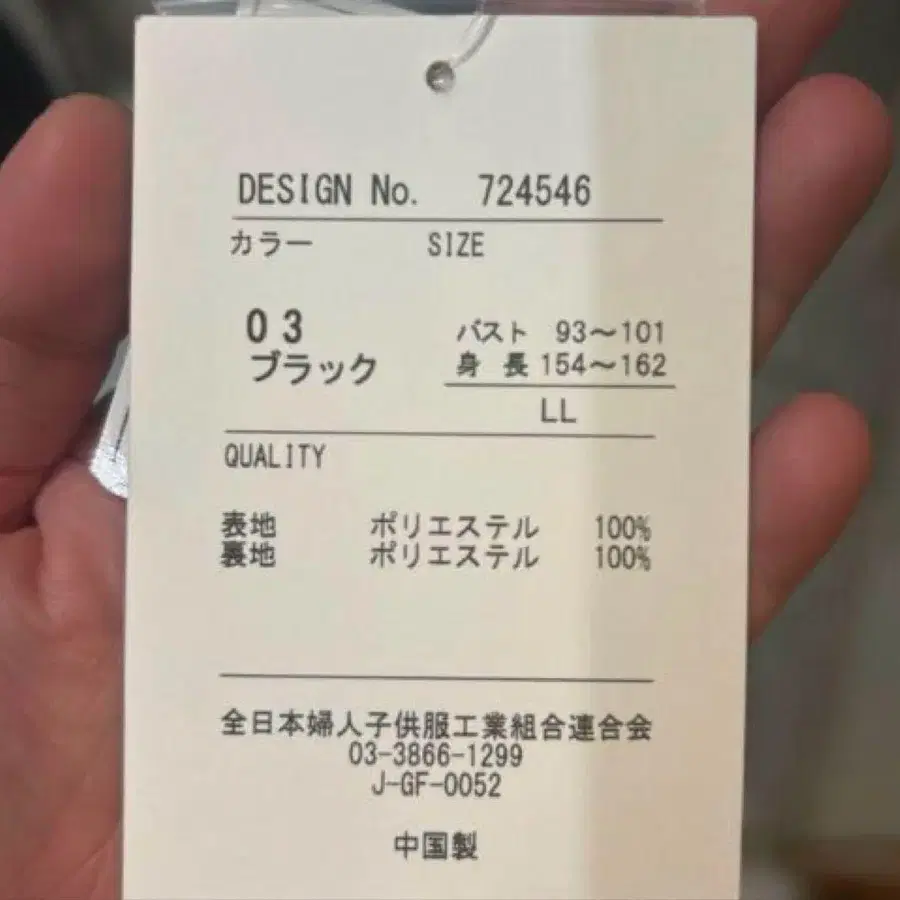 DESIGN No. 724546
カラー SIZE
03 バスト 93〜101
ブラック 身長 154〜162
LL
QUALITY
表地 ポリエステル 100%
裏地 ポリエステル 100%
全日本婦人子供服工業組合連合会
03-3866-1299
J-GF-0052
中国製